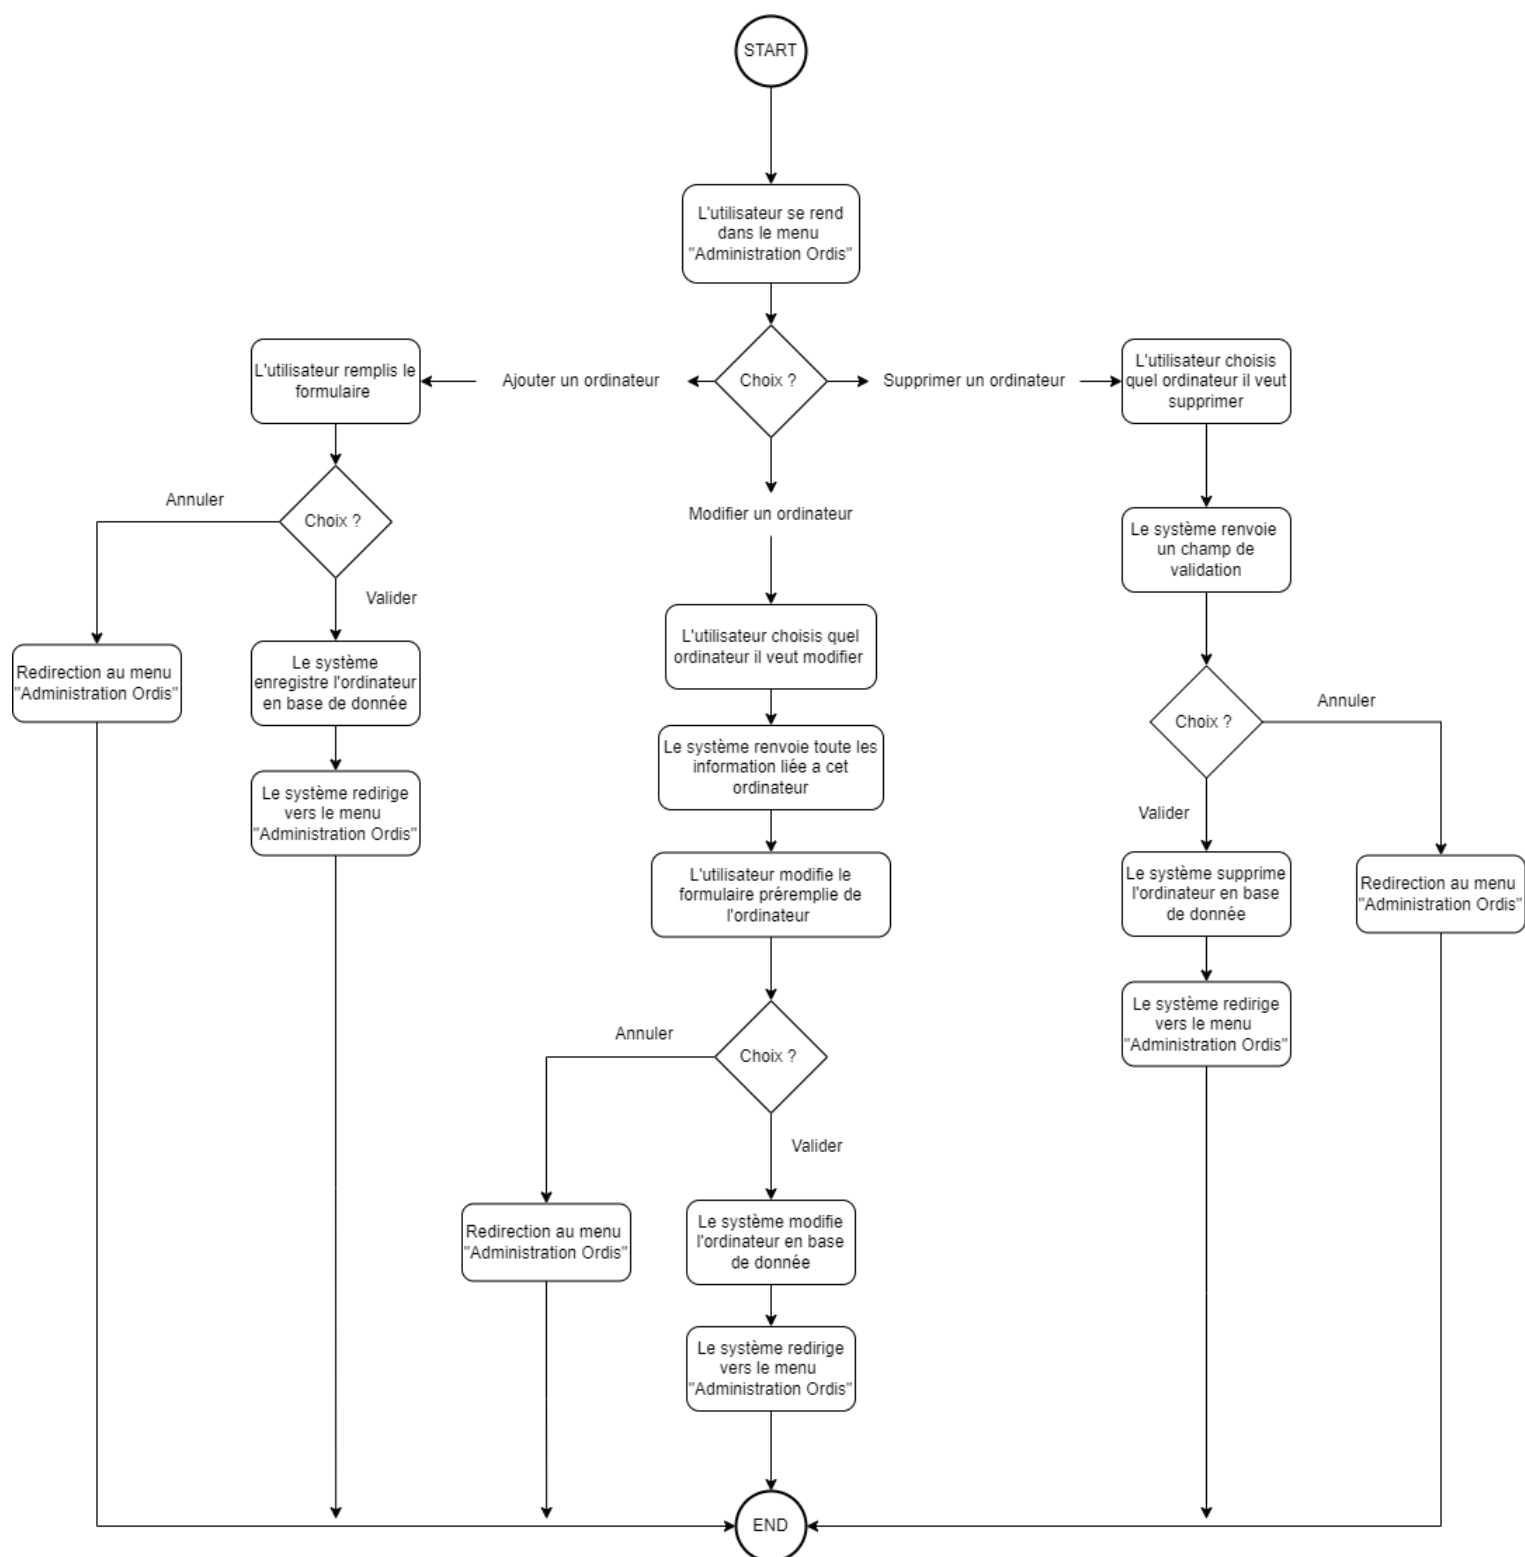 START
L'utilisateur se rend
dans le menu
"Administration Ordis"
L'utilisateur remplis le
formulaire
Ajouter un ordinateur
Choix ?
Supprimer un ordinateur
L'utilisateur choisis
quel ordinateur il veut
supprimer
Annuler
Choix ?
Modifier un ordinateur
Le système renvoie
un champ de
validation
Valider
Redirection au menu
"Administration Ordis"
Le système
enregistre l'ordinateur
en base de donnée
L'utilisateur choisis quel
ordinateur il veut modifier
Choix ?
Annuler
Le système redirige
vers le menu
"Administration Ordis"
Le système renvoie toute les
information liée a cet
ordinateur
Valider
L'utilisateur modifie le
formulaire préremplie de
l'ordinateur
Le système supprime
l'ordinateur en base
de donnée
Redirection au menu
"Administration Ordis"
Annuler
Choix ?
Le système redirige
vers le menu
"Administration Ordis"
Valider
Redirection au menu
"Administration Ordis"
Le système modifie
l'ordinateur en base
de donnée
Le système redirige
vers le menu
"Administration Ordis"
END